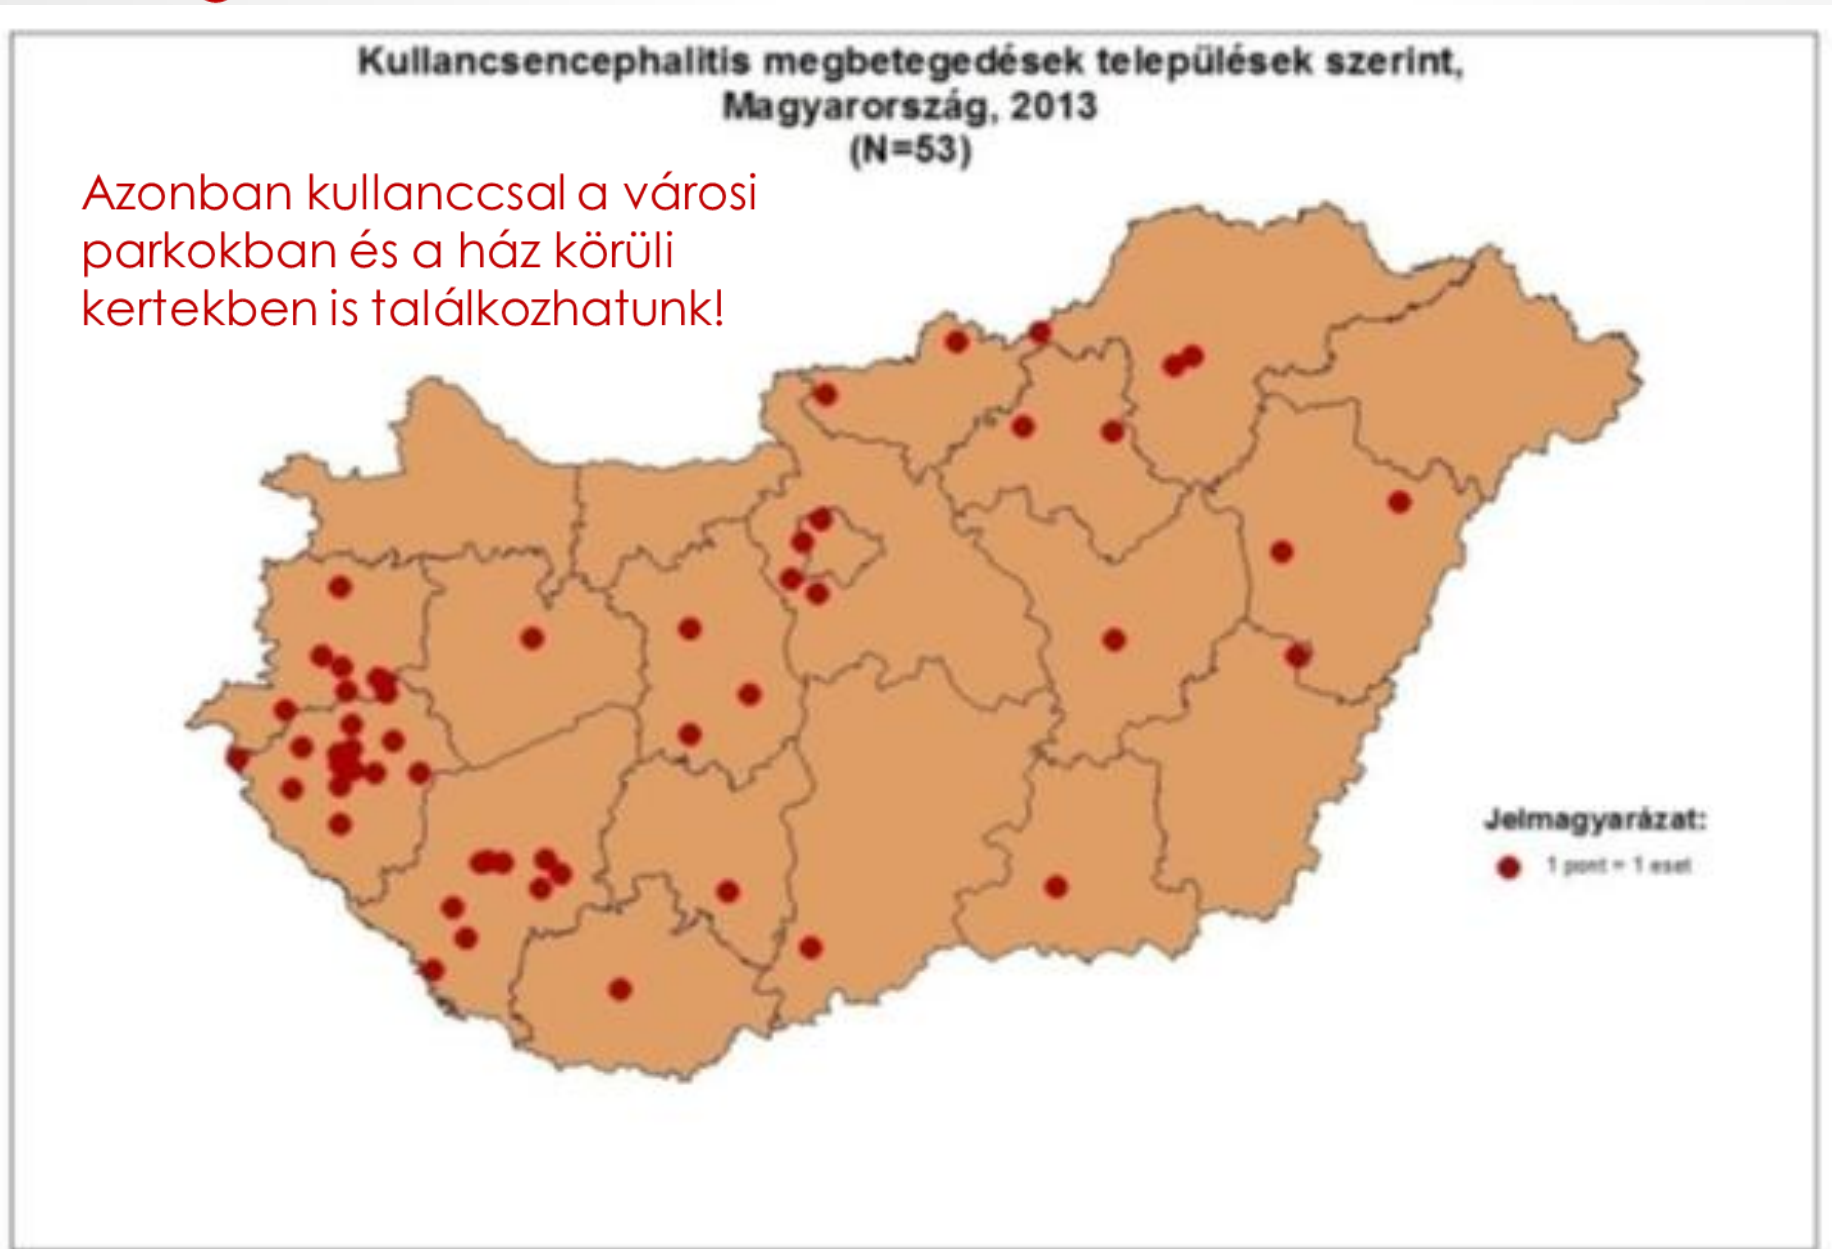 Kullancsencephalitis megbetegedések települések szerint,
Magyarország, 2013
(N=53)
Azonban kullanccsal a városi
parkokban és a ház körüli
kertekben is találkozhatunk!
Jelmagyarázat:
1 pont = 1 eset